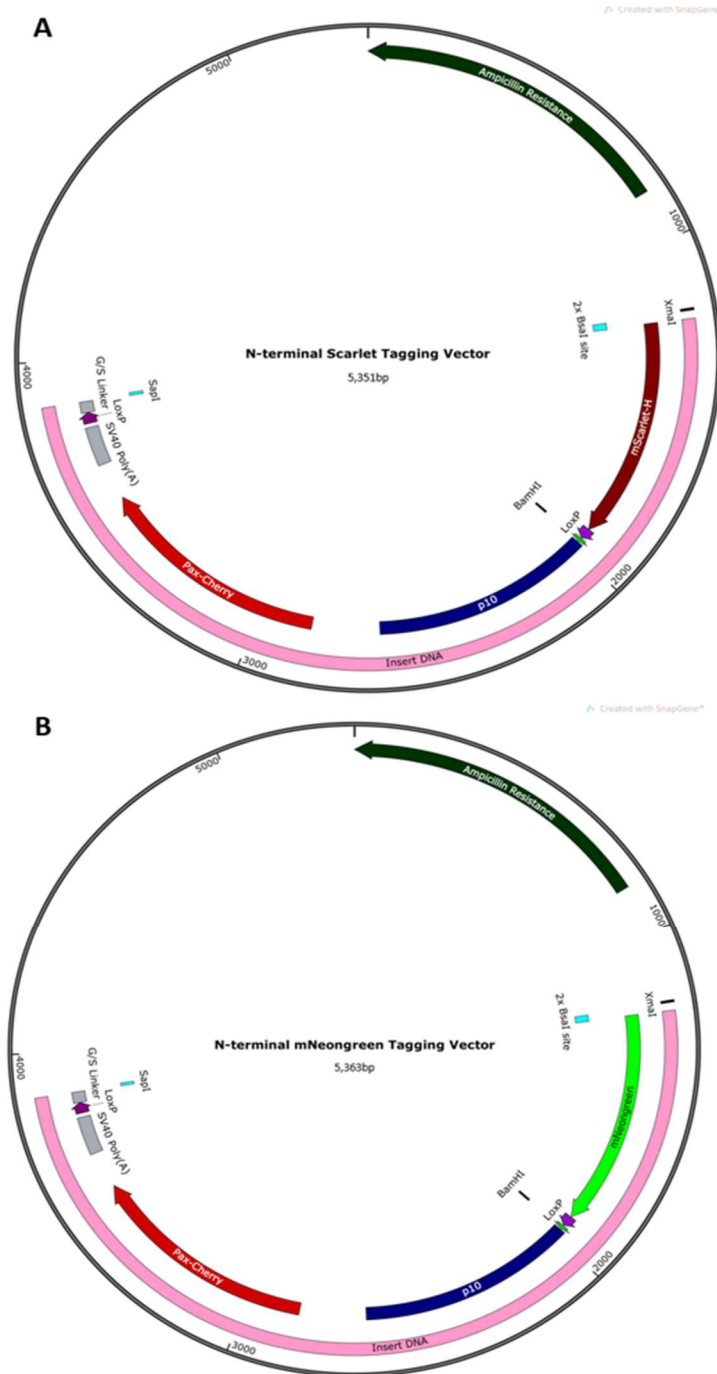 Created with SnapGene
A
5000
Ampicillin Resistance
1000
XmaI
2x BsaI site
N-terminal Scarlet Tagging Vector
5,351bp
4000
G/S Linker
LoxP
SV40 Poly(A)
SapI
mScarlet-H
BamHI
LoxP
2000
p10
Pax-Cherry
3000
Insert DNA
Created with SnapGene®
B
5000
Ampicillin Resistance
1000
XmaI
2x BsaI site
N-terminal mNeongreen Tagging Vector
5,363bp
4000
G/S Linker
LoxP
SV40 Poly(A)
SapI
mNeongreen
BamHI
LoxP
2000
p10
Pax-Cherry
3000
Insert DNA